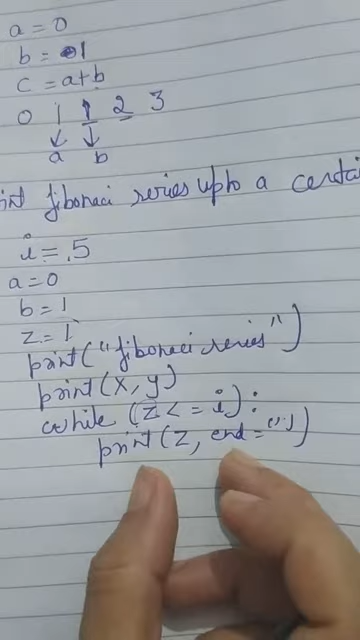 a = 0
b = 1
c = a+b
0 1 1 2 3
a b
int fibonaci series upto a certai
i = 5
a = 0
b = 1
z = 1
print("fibonaci series")
print(x, y)
while (z <= i):
print(z, end=" ")